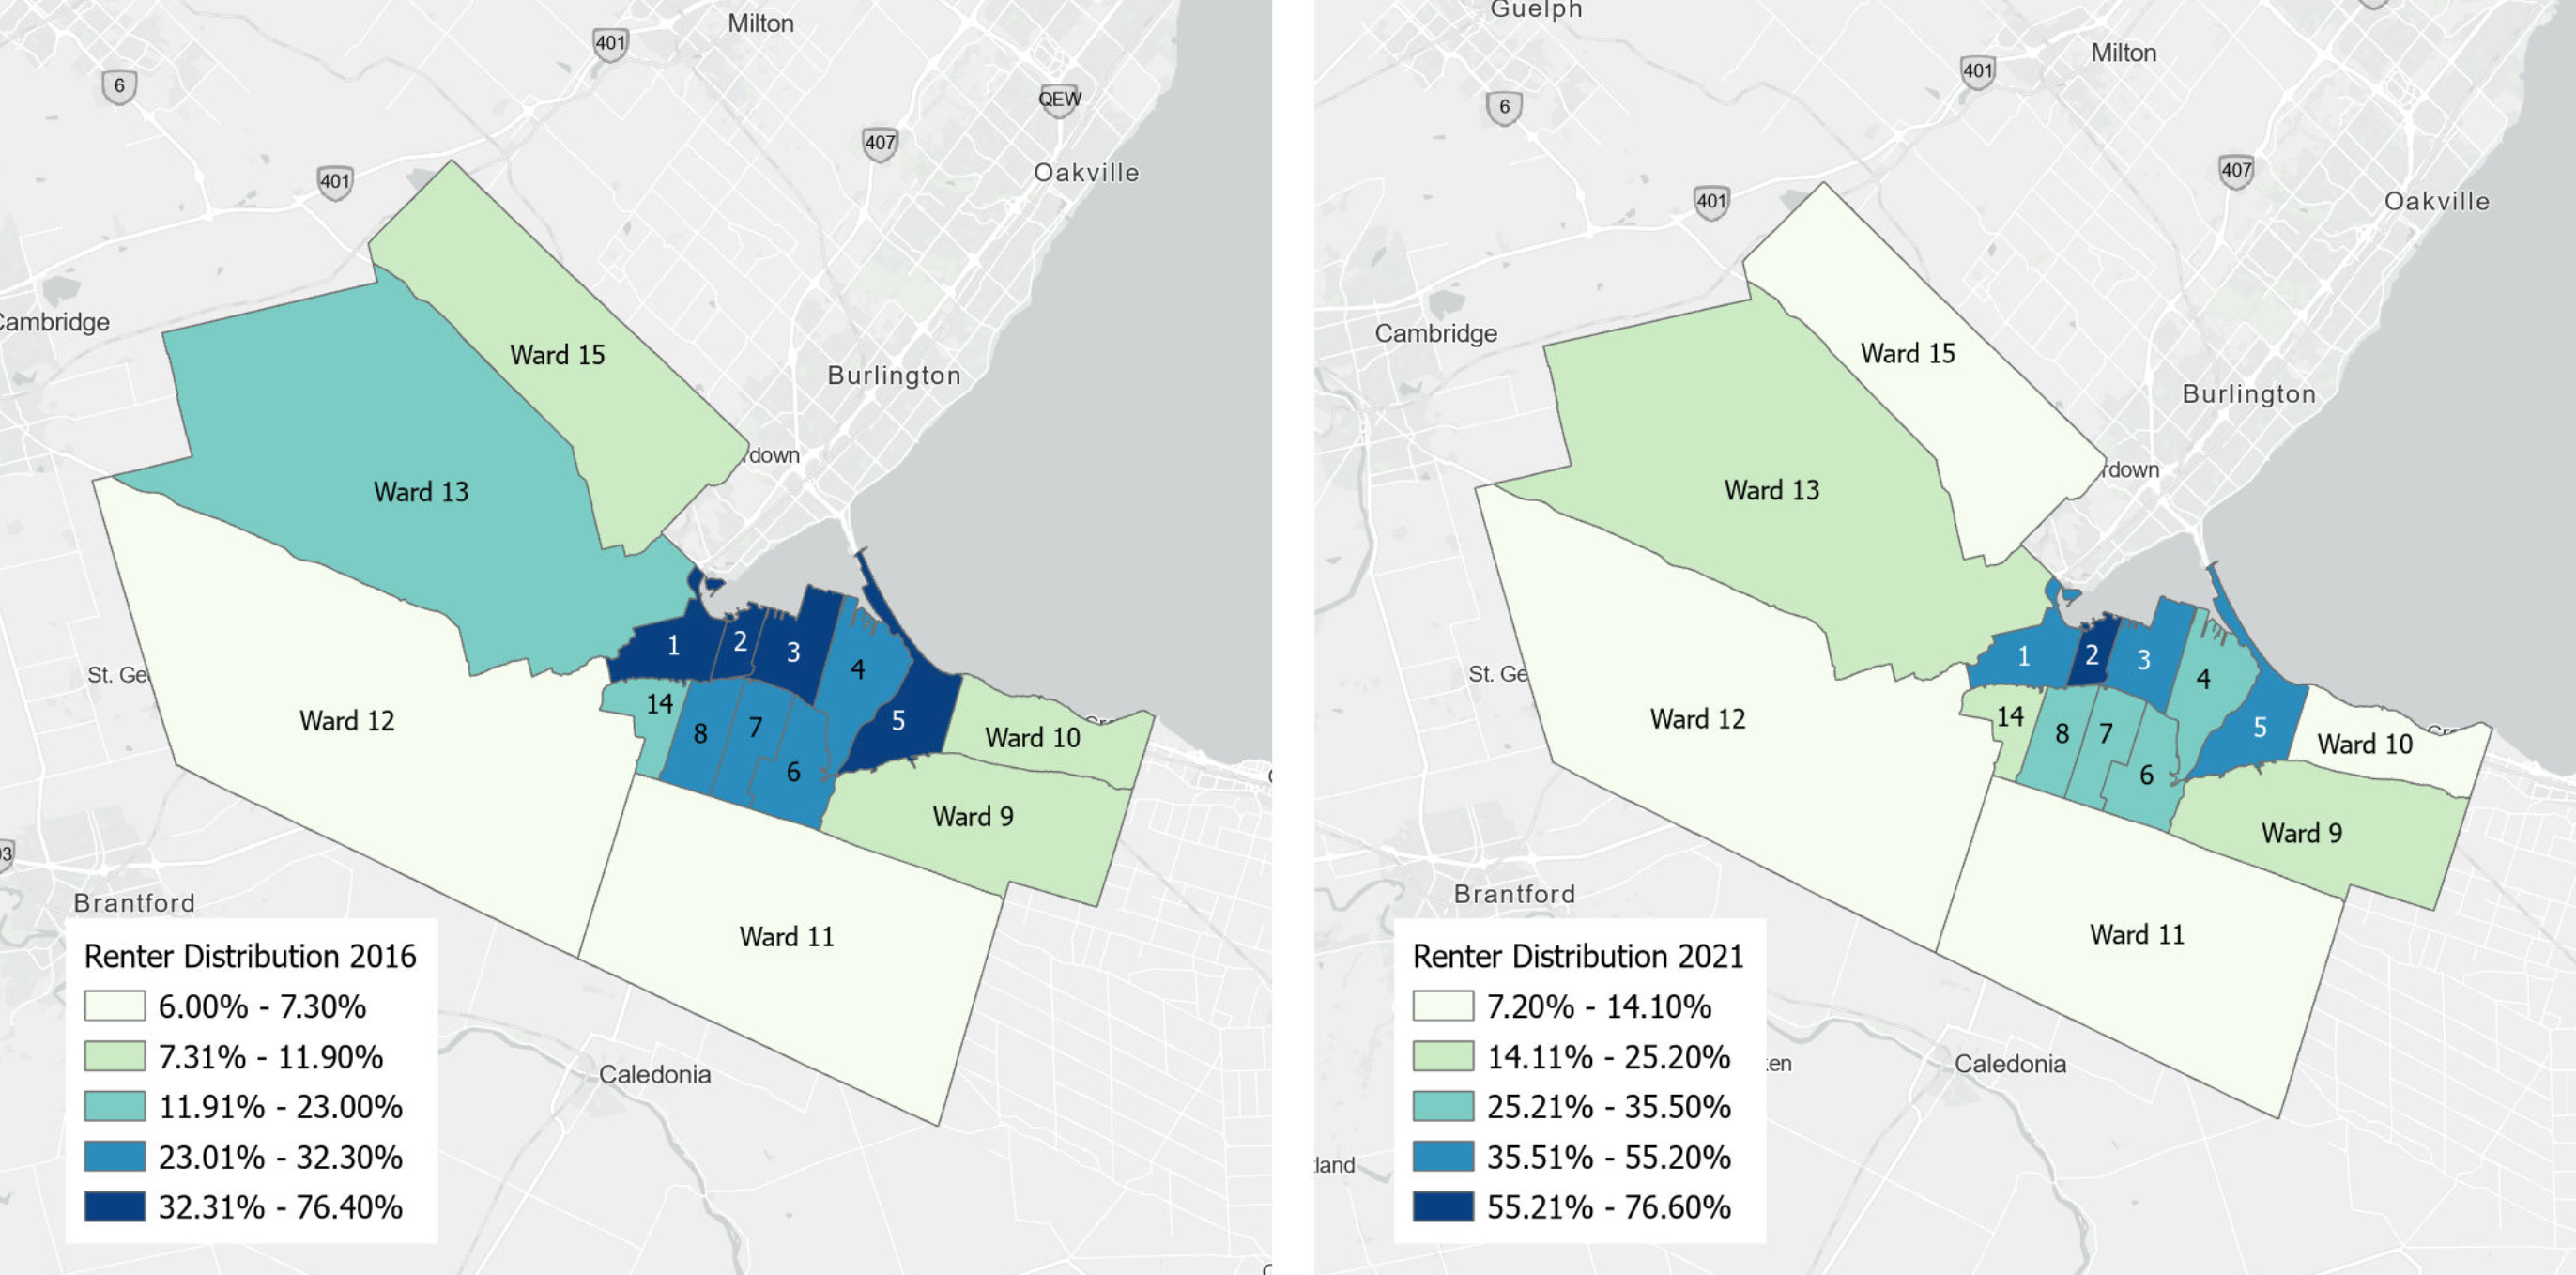 Milton
401
6
QEW
407
Oakville
401
Cambridge
Ward 15
Burlington
rdown
Ward 13
1
2
3
4
St. Ge
14
Ward 12
8
7
5
Ward 10
6
Ward 9
Brantford
Ward 11
Caledonia
Renter Distribution 2016
6.00% - 7.30%
7.31% - 11.90%
11.91% - 23.00%
23.01% - 32.30%
32.31% - 76.40%
Guelph
Milton
401
6
407
401
Oakville
Cambridge
Ward 15
Burlington
rdown
Ward 13
1
2
3
4
St. Ge
14
Ward 12
8
7
5
Ward 10
6
Ward 9
Brantford
Ward 11
Caledonia
ken
land
Renter Distribution 2021
7.20% - 14.10%
14.11% - 25.20%
25.21% - 35.50%
35.51% - 55.20%
55.21% - 76.60%